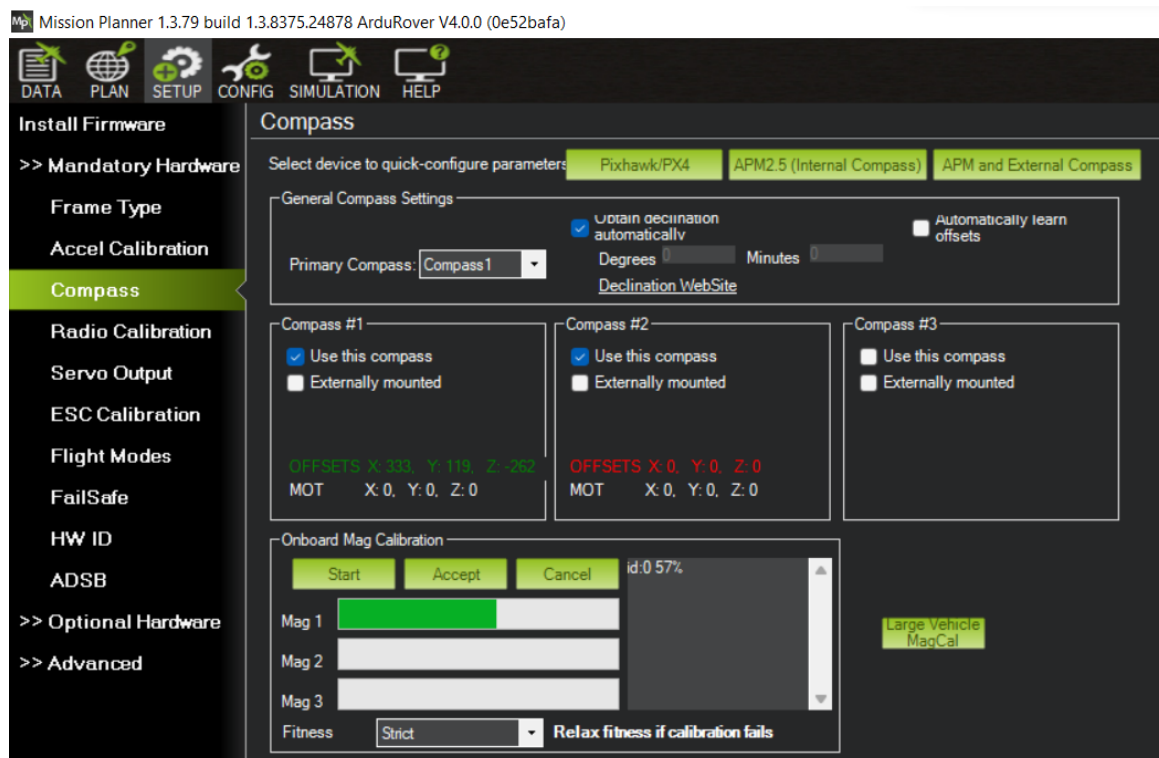 Mission Planner 1.3.79 build 1.3.8375.24878 ArduRover V4.0.0 (0e52bafa)
DATA PLAN SETUP CONFIG SIMULATION HELP
Install Firmware
>> Mandatory Hardware
Frame Type
Accel Calibration
Compass
Radio Calibration
Servo Output
ESC Calibration
Flight Modes
FailSafe
HW ID
ADSB
>> Optional Hardware
>> Advanced
Compass
Select device to quick-configure parameters Pixhawk/PX4 APM2.5 (Internal Compass) APM and External Compass
General Compass Settings
Primary Compass: Compass1
Obtain declination
automatically
Degrees 0 Minutes 0
Declination WebSite
Automatically learn
offsets
Compass #1
Use this compass
Externally mounted
OFFSETS X: 333, Y: 119, Z: -262
MOT X: 0, Y: 0, Z: 0
Compass #2
Use this compass
Externally mounted
OFFSETS X: 0, Y: 0, Z: 0
MOT X: 0, Y: 0, Z: 0
Compass #3
Use this compass
Externally mounted
Onboard Mag Calibration
Start Accept Cancel
id:0 57%
Mag 1
Mag 2
Mag 3
Fitness Strict Relax fitness if calibration fails
Large Vehicle
MagCal